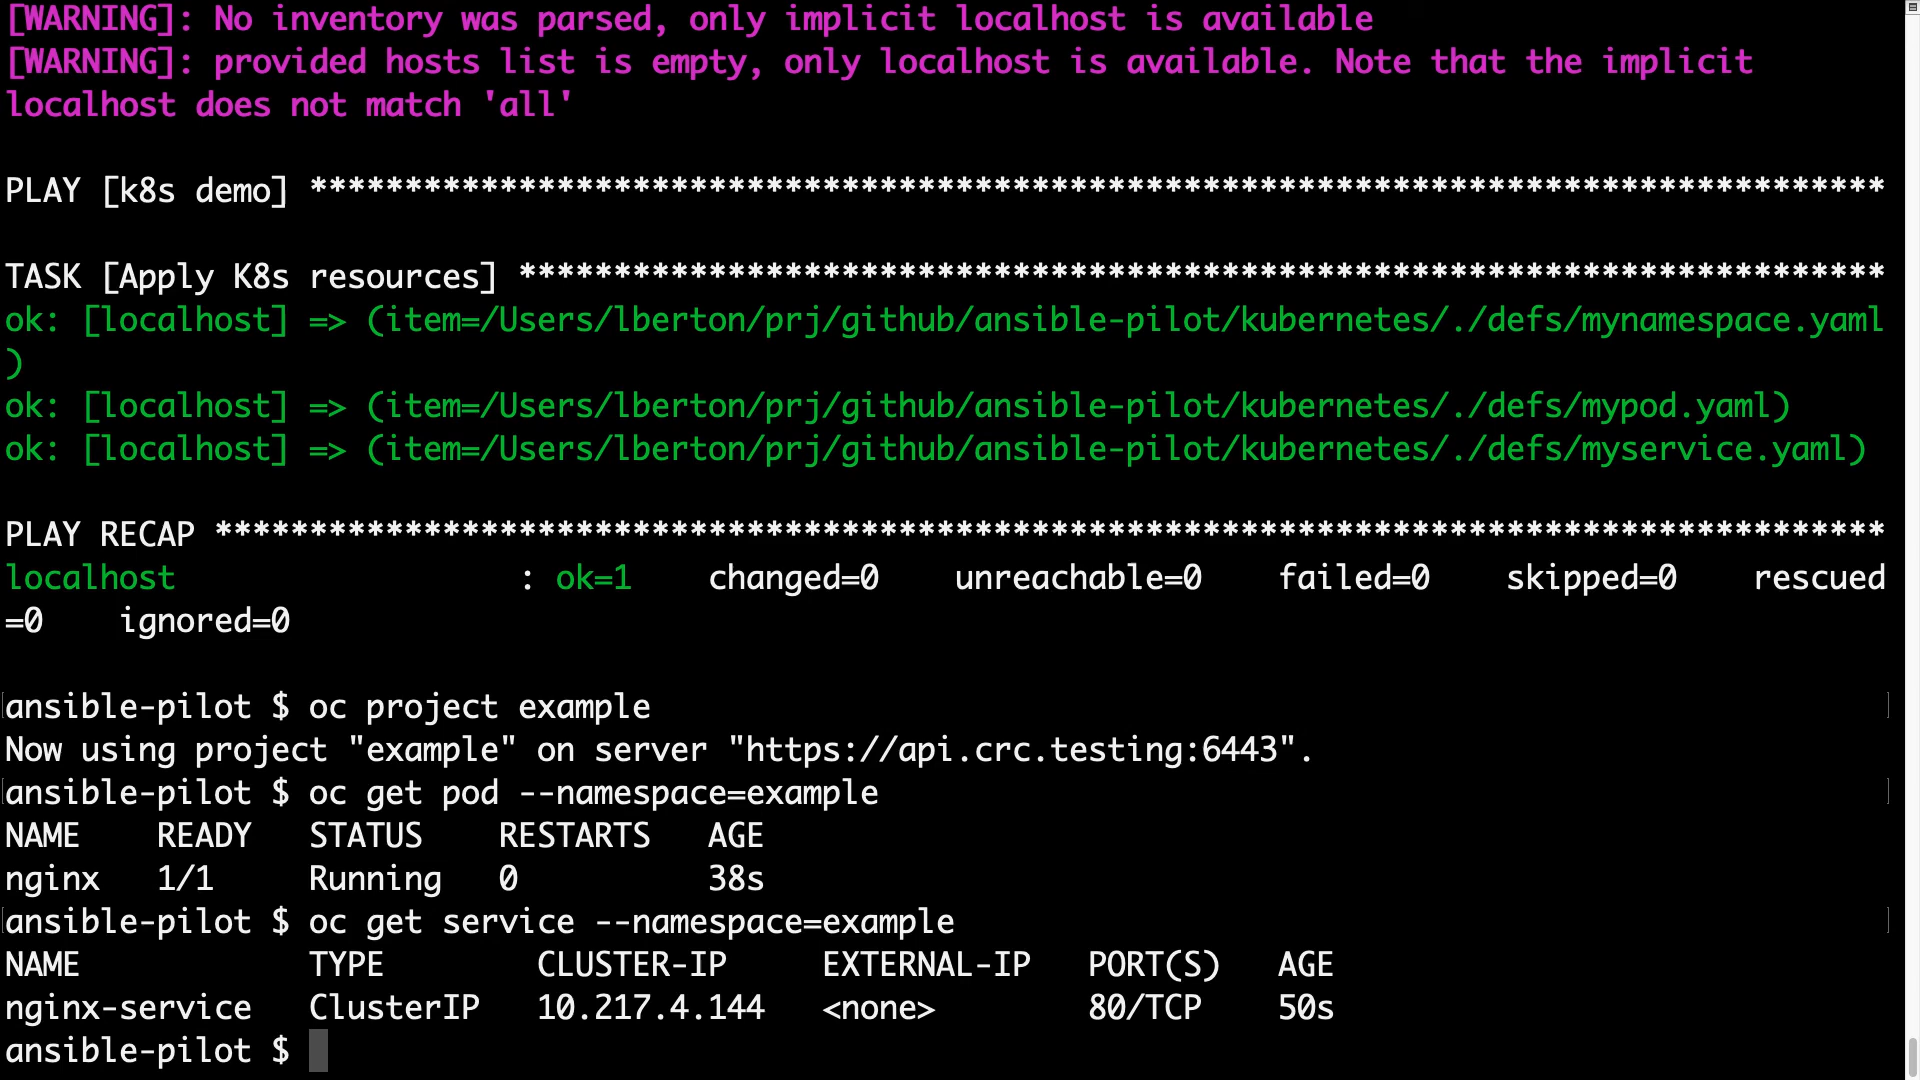 [WARNING]: No inventory was parsed, only implicit localhost is available
[WARNING]: provided hosts list is empty, only localhost is available. Note that the implicit
localhost does not match 'all'
PLAY [k8s demo] ***********************************************************************************
TASK [Apply K8s resources] ************************************************************************
ok: [localhost] => (item=/Users/lberton/prj/github/ansible-pilot/kubernetes/./defs/mynamespace.yaml
)
ok: [localhost] => (item=/Users/lberton/prj/github/ansible-pilot/kubernetes/./defs/mypod.yaml)
ok: [localhost] => (item=/Users/lberton/prj/github/ansible-pilot/kubernetes/./defs/myservice.yaml)
PLAY RECAP ****************************************************************************************
localhost                  : ok=1    changed=0    unreachable=0    failed=0    skipped=0    rescued
=0    ignored=0
[ansible-pilot $ oc project example ]
Now using project "example" on server "https://api.crc.testing:6443".
[ansible-pilot $ oc get pod --namespace=example ]
NAME    READY   STATUS    RESTARTS   AGE
nginx   1/1     Running   0          38s
[ansible-pilot $ oc get service --namespace=example ]
NAME            TYPE        CLUSTER-IP     EXTERNAL-IP   PORT(S)   AGE
nginx-service   ClusterIP   10.217.4.144   <none>        80/TCP    50s
ansible-pilot $